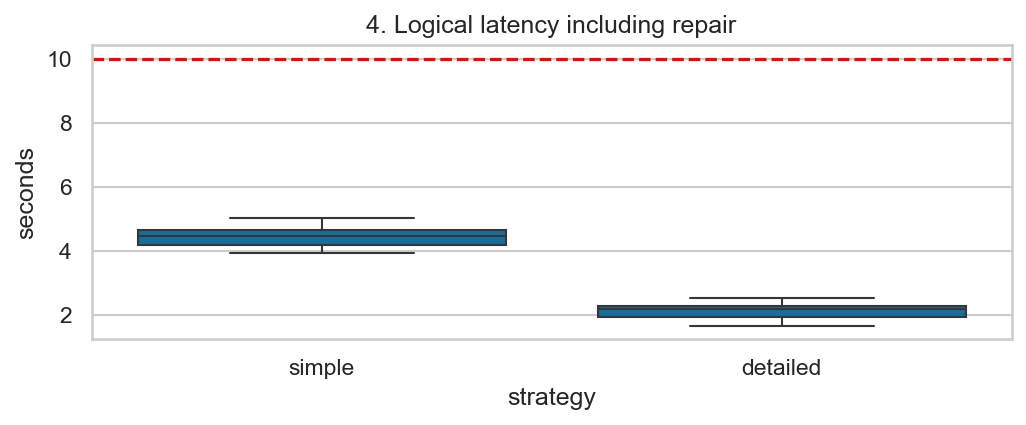 4. Logical latency including repair
10
8
6
4
2
seconds
simple
detailed
strategy